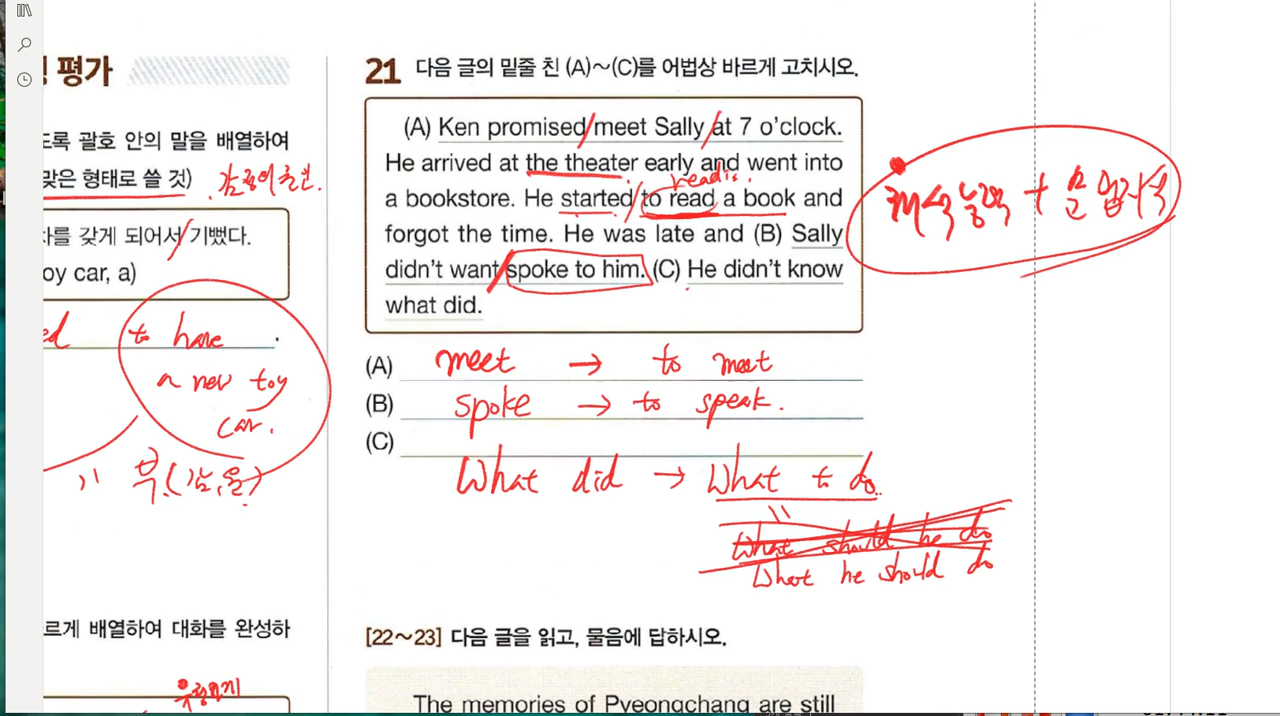 평가
도록 괄호 안의 말을 배열하여
맞은 형태로 쓸 것)
차를 갖게 되어서 기뻤다.
oy car, a)
ed to have
a new toy
car.
르게 배열하여 대화를 완성하
21 다음 글의 밑줄 친 (A)~(C)를 어법상 바르게 고치시오.
(A) Ken promised meet Sally at 7 o'clock.
He arrived at the theater early and went into
a bookstore. He started to read a book and
forgot the time. He was late and (B) Sally
didn't want spoke to him. (C) He didn't know
what did.
(A) meet → to meet
(B) spoke → to speak.
(C)
What did → What to do
What should he do
What he should do
[22~23] 다음 글을 읽고, 물음에 답하시오.
The memories of Pyeongchang are still